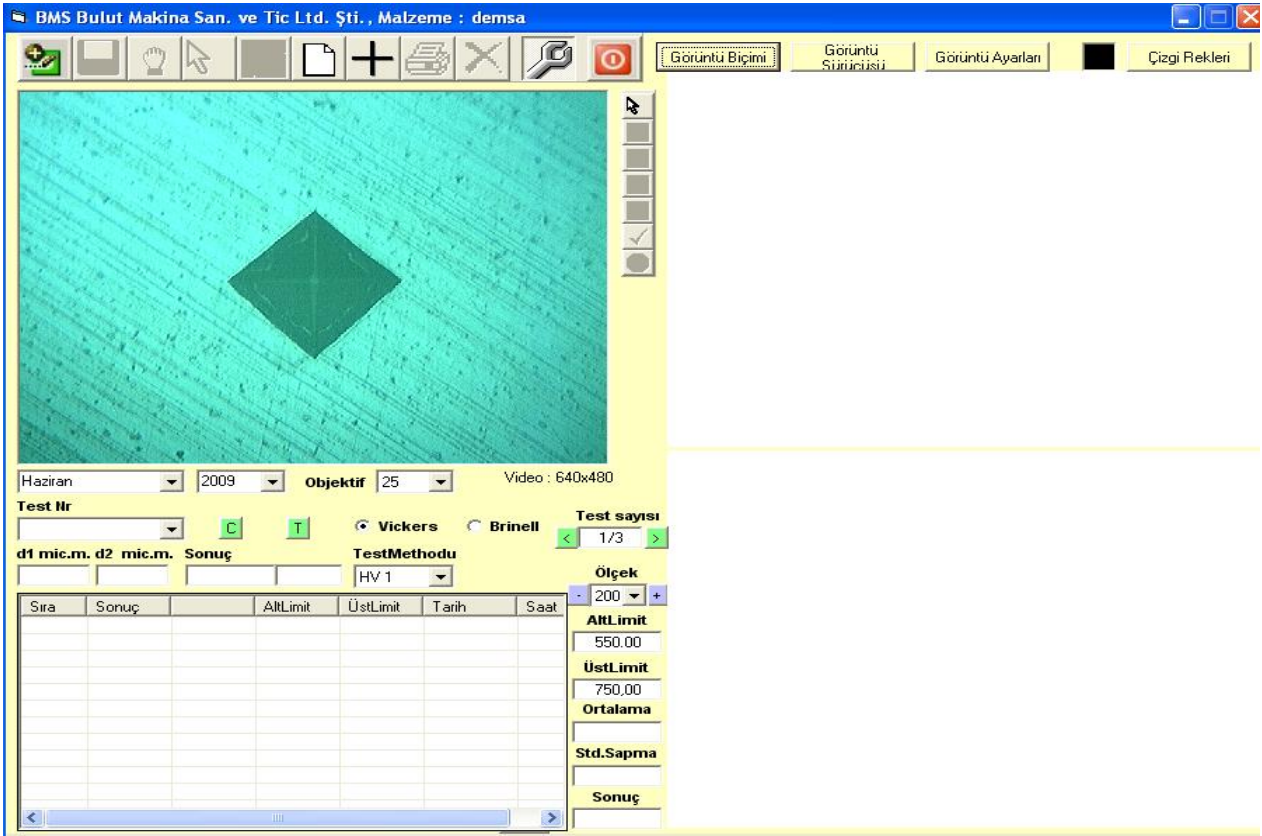 BMS Bulut Makina San. ve Tic Ltd. Şti., Malzeme : demsa
Görüntü Biçimi
Görüntü
Sürücüsü
Görüntü Ayarları
Çizgi Rekleri
Haziran
2009
Objektif
25
Video : 640x480
Test Nr
C
T
Vickers
Brinell
Test sayısı
<
1/3
>
d1 mic.m. d2 mic.m. Sonuç
TestMethodu
HV 1
Ölçek
-
200
+
Sıra
Sonuç
AltLimit
ÜstLimit
Tarih
Saat
AltLimit
550.00
ÜstLimit
750,00
Ortalama
Std.Sapma
Sonuç